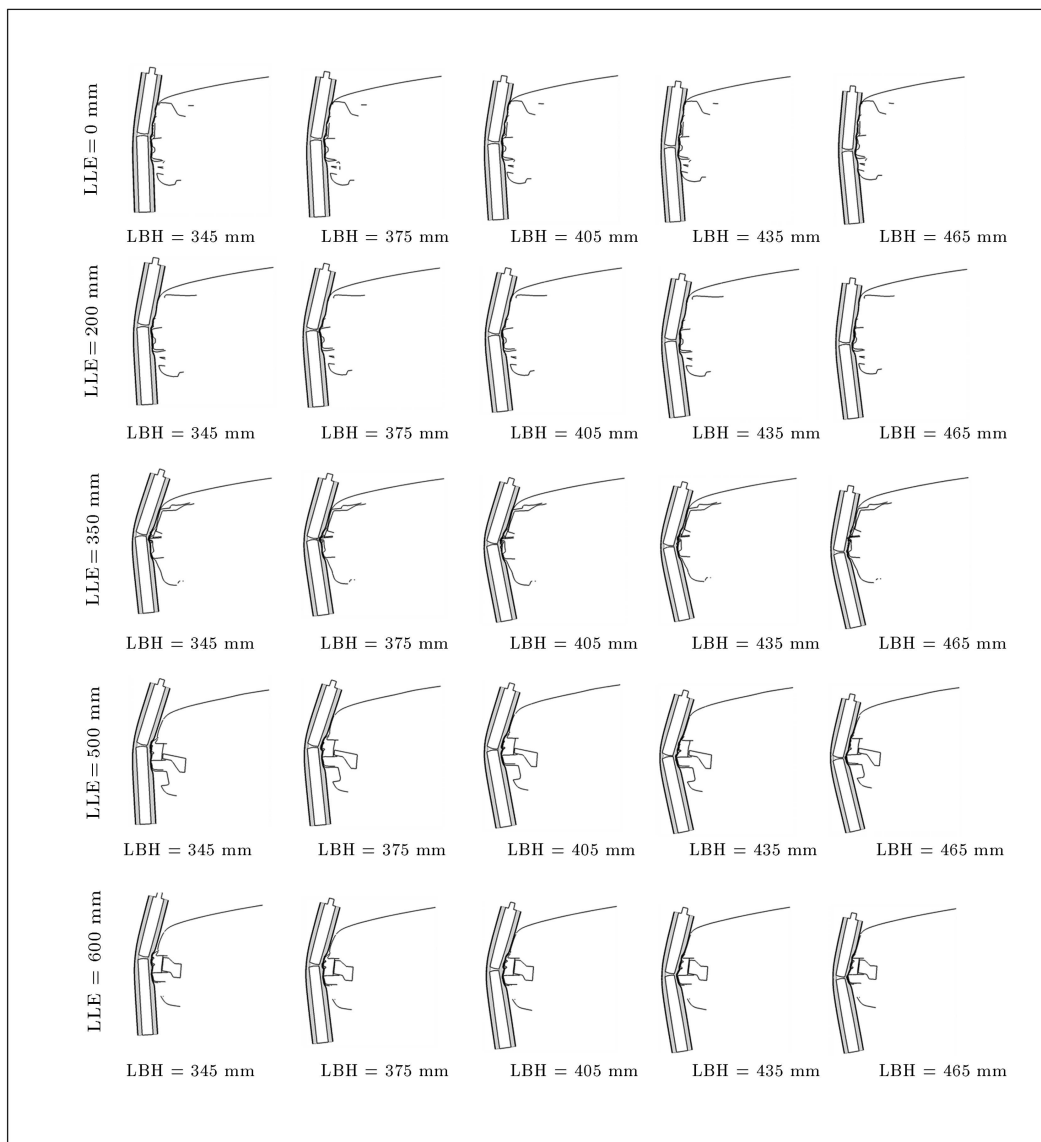 LLE = 0 mm
LBH = 345 mm
LBH = 375 mm
LBH = 405 mm
LBH = 435 mm
LBH = 465 mm
LLE = 200 mm
LBH = 345 mm
LBH = 375 mm
LBH = 405 mm
LBH = 435 mm
LBH = 465 mm
LLE = 350 mm
LBH = 345 mm
LBH = 375 mm
LBH = 405 mm
LBH = 435 mm
LBH = 465 mm
LLE = 500 mm
LBH = 345 mm
LBH = 375 mm
LBH = 405 mm
LBH = 435 mm
LBH = 465 mm
LLE = 600 mm
LBH = 345 mm
LBH = 375 mm
LBH = 405 mm
LBH = 435 mm
LBH = 465 mm